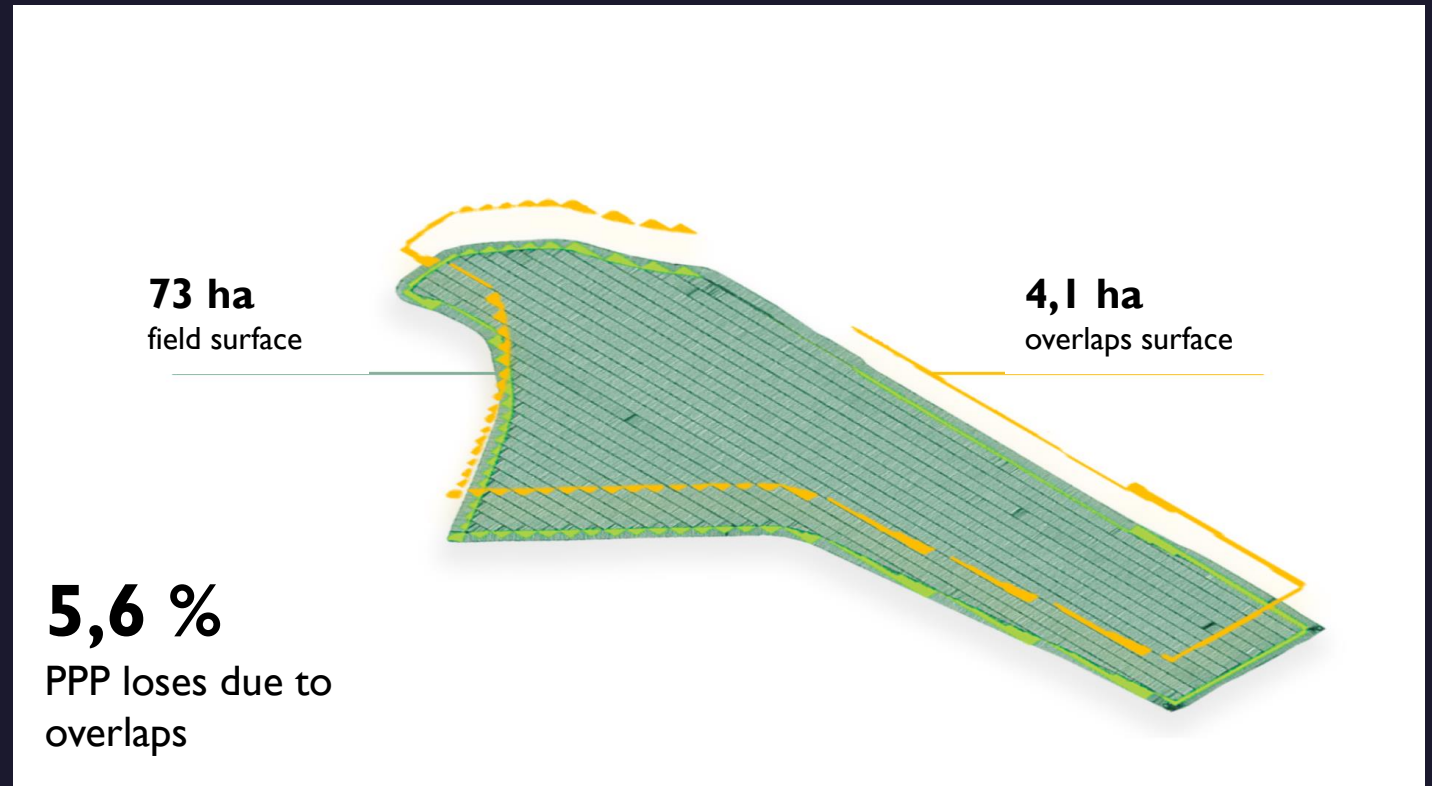 73 ha
field surface
4,1 ha
overlaps surface
5,6 %
PPP loses due to
overlaps